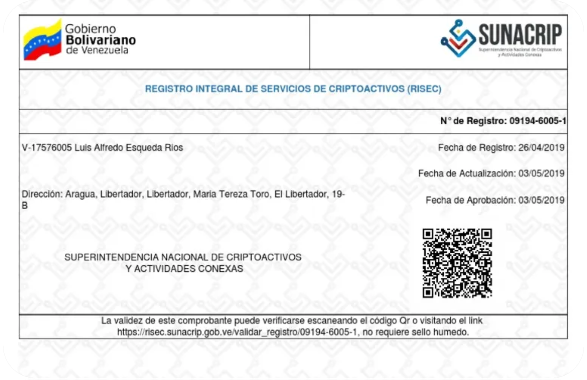 Gobierno
Bolivariano
de Venezuela
SUNACRIP
Superintendencia Nacional de Criptoactivos
y Actividades Conexas
REGISTRO INTEGRAL DE SERVICIOS DE CRIPTOACTIVOS (RISEC)
N° de Registro: 09194-6005-1
V-17576005 Luis Alfredo Esqueda Rios
Fecha de Registro: 26/04/2019
Fecha de Actualización: 03/05/2019
Dirección: Aragua, Libertador, Libertador, Maria Tereza Toro, El Libertador, 19-
B
Fecha de Aprobación: 03/05/2019
SUPERINTENDENCIA NACIONAL DE CRIPTOACTIVOS
Y ACTIVIDADES CONEXAS
La validez de este comprobante puede verificarse escaneando el código Qr o visitando el link
https://risec.sunacrip.gob.ve/validar_registro/09194-6005-1, no requiere sello humedo.